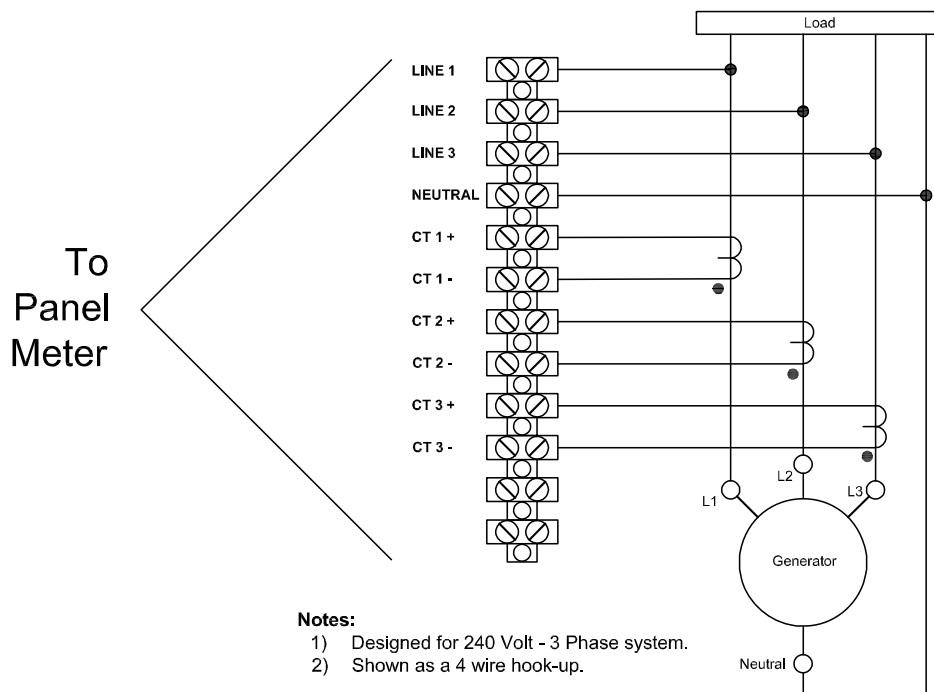 Load
LINE 1
LINE 2
LINE 3
NEUTRAL
CT 1 +
CT 1 -
CT 2 +
CT 2 -
CT 3 +
CT 3 -
To
Panel
Meter
L1
L2
L3
Generator
Neutral
Notes:
1) Designed for 240 Volt - 3 Phase system.
2) Shown as a 4 wire hook-up.